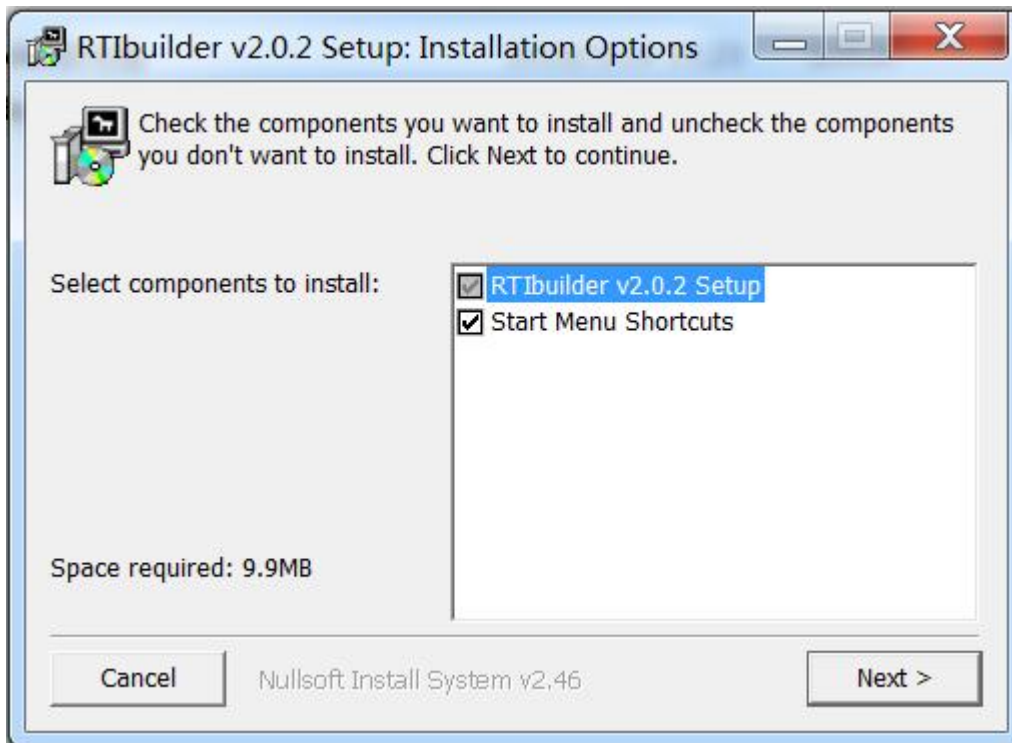 RTIbuilder v2.0.2 Setup: Installation Options
Check the components you want to install and uncheck the components
you don't want to install. Click Next to continue.
Select components to install:
RTIbuilder v2.0.2 Setup
Start Menu Shortcuts
Space required: 9.9MB
Cancel
Nullsoft Install System v2.46
Next >